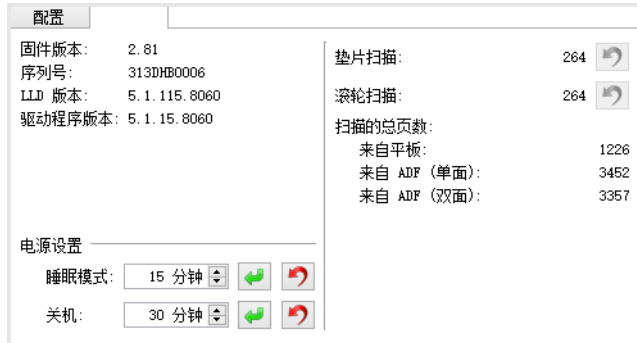 配置
固件版本: 2.81
序列号: 313DHB0006
LLD 版本: 5.1.115.8060
驱动程序版本: 5.1.15.8060
电源设置
睡眠模式: 15 分钟
关机: 30 分钟
垫片扫描: 264
滚轮扫描: 264
扫描的总页数:
来自平板: 1226
来自 ADF (单面): 3452
来自 ADF (双面): 3357